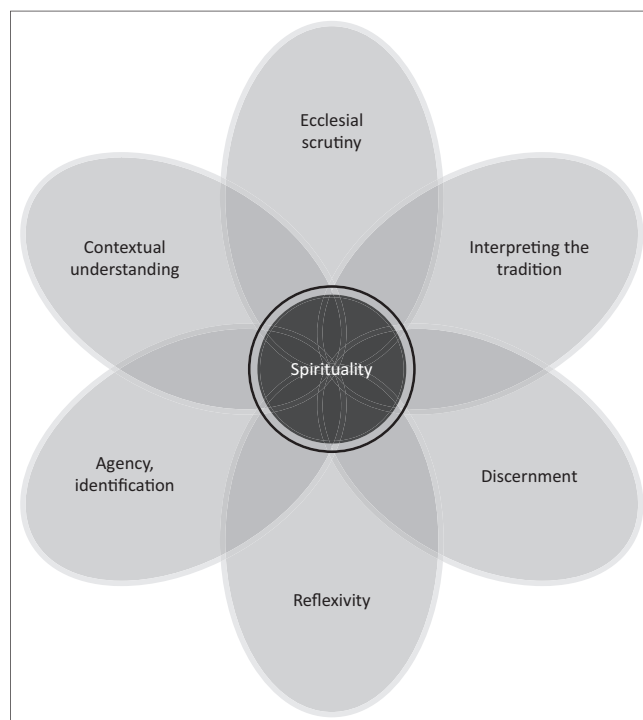 Ecclesial
scrutiny
Contextual
understanding
Interpreting the
tradition
Spirituality
Agency,
identification
Discernment
Reflexivity